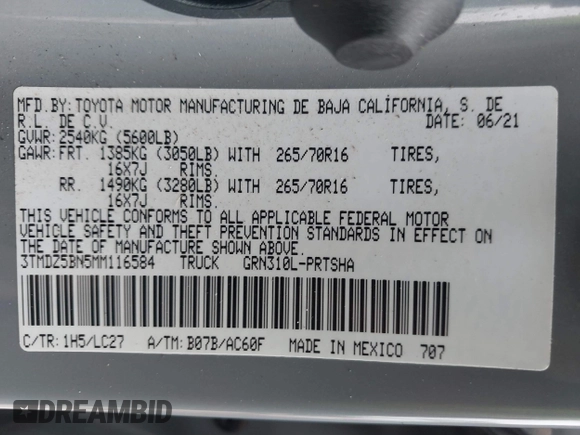 MFD.BY:TOYOTA MOTOR MANUFACTURING DE BAJA CALIFORNIA, S. DE
R.L. DE C.V. DATE: 06/21
GVWR:2540KG (5600LB)
GAWR:FRT. 1385KG (3050LB) WITH 265/70R16 TIRES,
16X7J RIMS.
RR. 1490KG (3280LB) WITH 265/70R16 TIRES,
16X7J RIMS.
THIS VEHICLE CONFORMS TO ALL APPLICABLE FEDERAL MOTOR
VEHICLE SAFETY AND THEFT PREVENTION STANDARDS IN EFFECT ON
THE DATE OF MANUFACTURE SHOWN ABOVE.
3TMDZ5BN5MM116584 TRUCK GRN310L-PRTSHA
C/TR: 1H5/LC27 A/TM: B07B/AC60F MADE IN MEXICO 707
DREAMBID